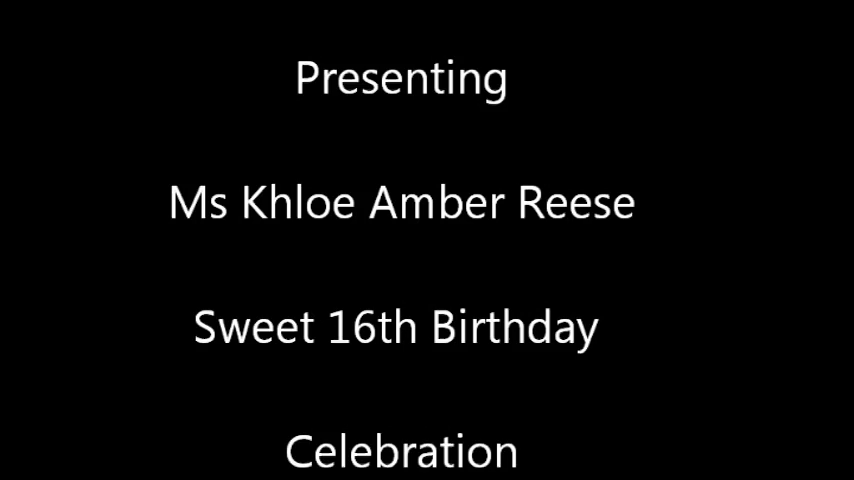 Presenting
Ms Khloe Amber Reese
Sweet 16th Birthday
Celebration